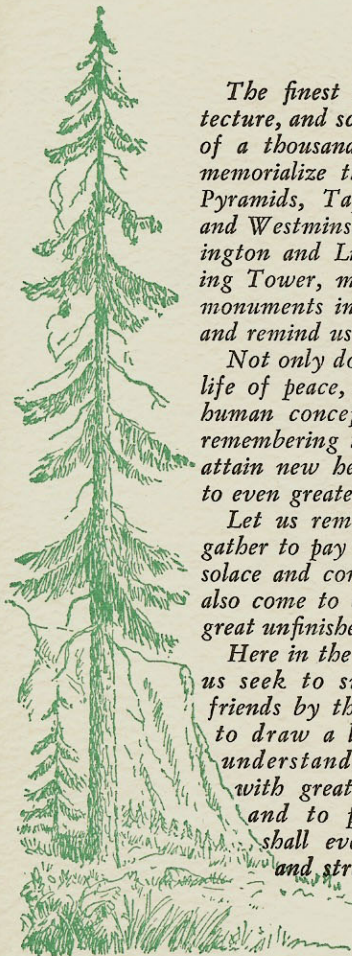 The finest
tecture, and sc
of a thousand
memorialize th
Pyramids, Ta
and Westmins
ington and Li
ing Tower, m
monuments in
and remind us
Not only do
life of peace,
human concep
remembering
attain new he
to even greate
Let us rem
gather to pay
solace and con
also come to
great unfinishe
Here in the
us seek to s
friends by th
to draw a l
understand
with great
and to p
shall eve
and str